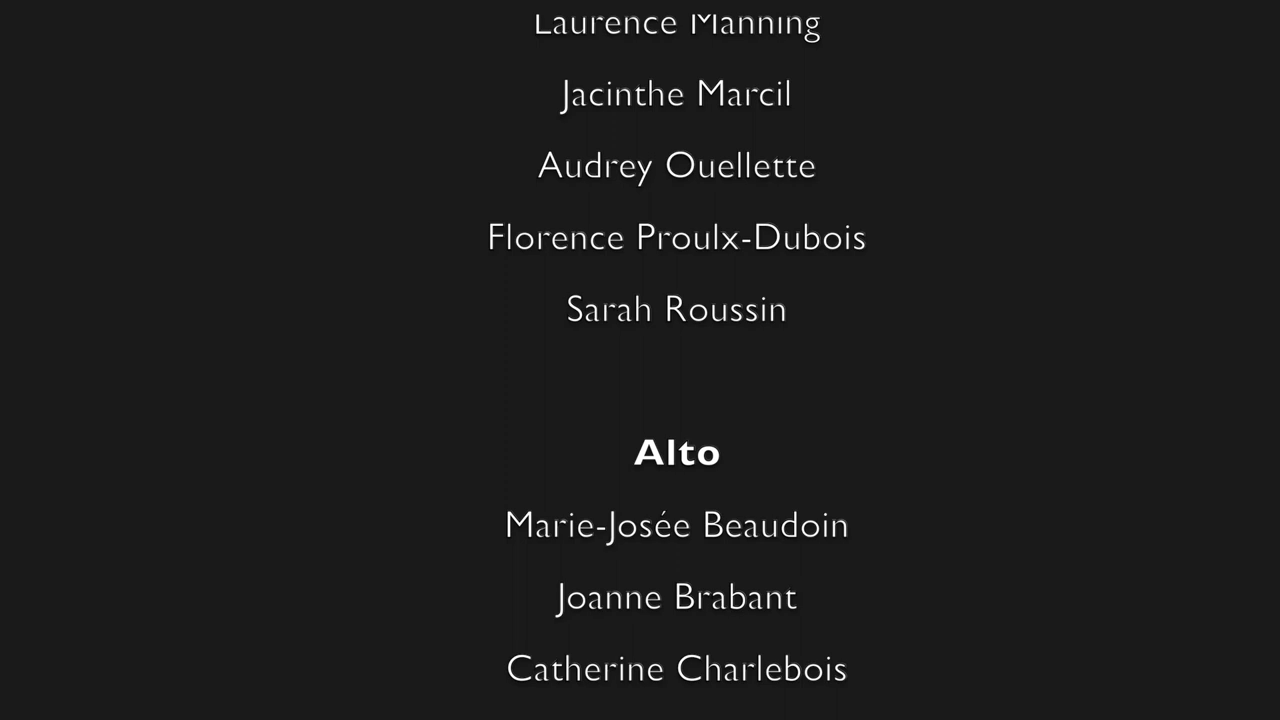 Laurence Manning
Jacinthe Marcil
Audrey Ouellette
Florence Proulx-Dubois
Sarah Roussin
Alto
Marie-Josée Beaudoin
Joanne Brabant
Catherine Charlebois